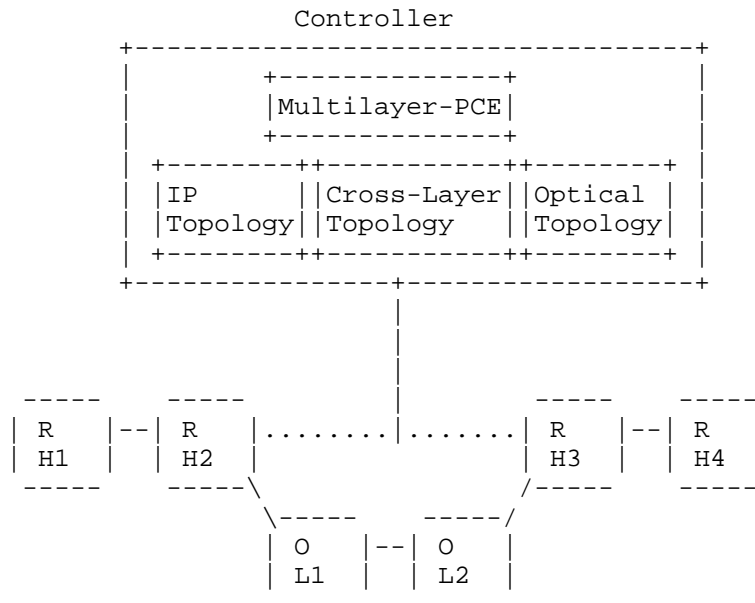 Controller
Multilayer-PCE
IP Cross-Layer Optical
Topology Topology Topology
R R R R
H1 H2 H3 H4
O O
L1 L2